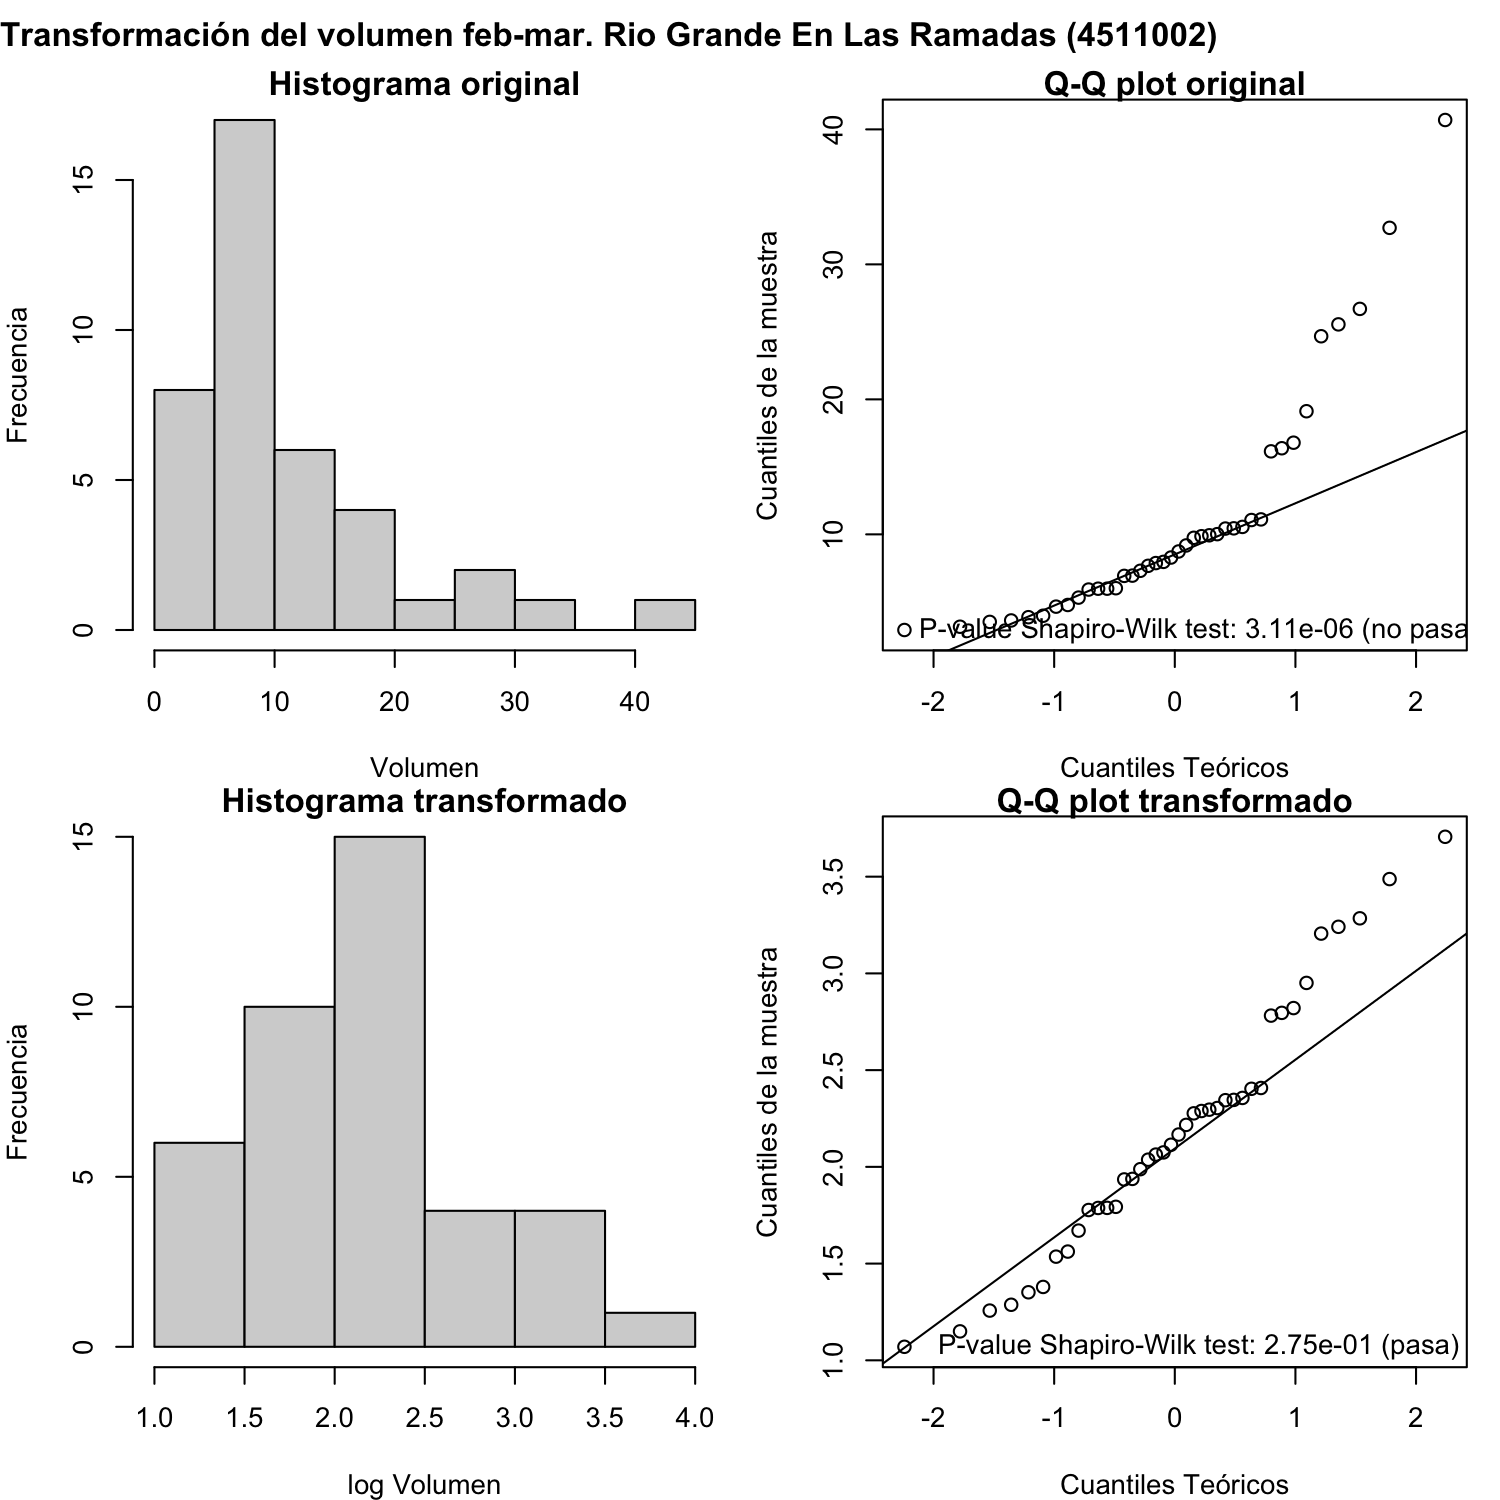 Transformación del volumen feb-mar. Rio Grande En Las Ramadas (4511002)
Histograma original
Frecuencia
15
10
5
0
0 10 20 30 40
Volumen
Q-Q plot original
Cuantiles de la muestra
40
30
20
10
P-value Shapiro-Wilk test: 3.11e-06 (no pasa
-2 -1 0 1 2
Cuantiles Teóricos
Histograma transformado
Frecuencia
15
10
5
0
1.0 1.5 2.0 2.5 3.0 3.5 4.0
log Volumen
Q-Q plot transformado
Cuantiles de la muestra
3.5
3.0
2.5
2.0
1.5
1.0
P-value Shapiro-Wilk test: 2.75e-01 (pasa)
-2 -1 0 1 2
Cuantiles Teóricos